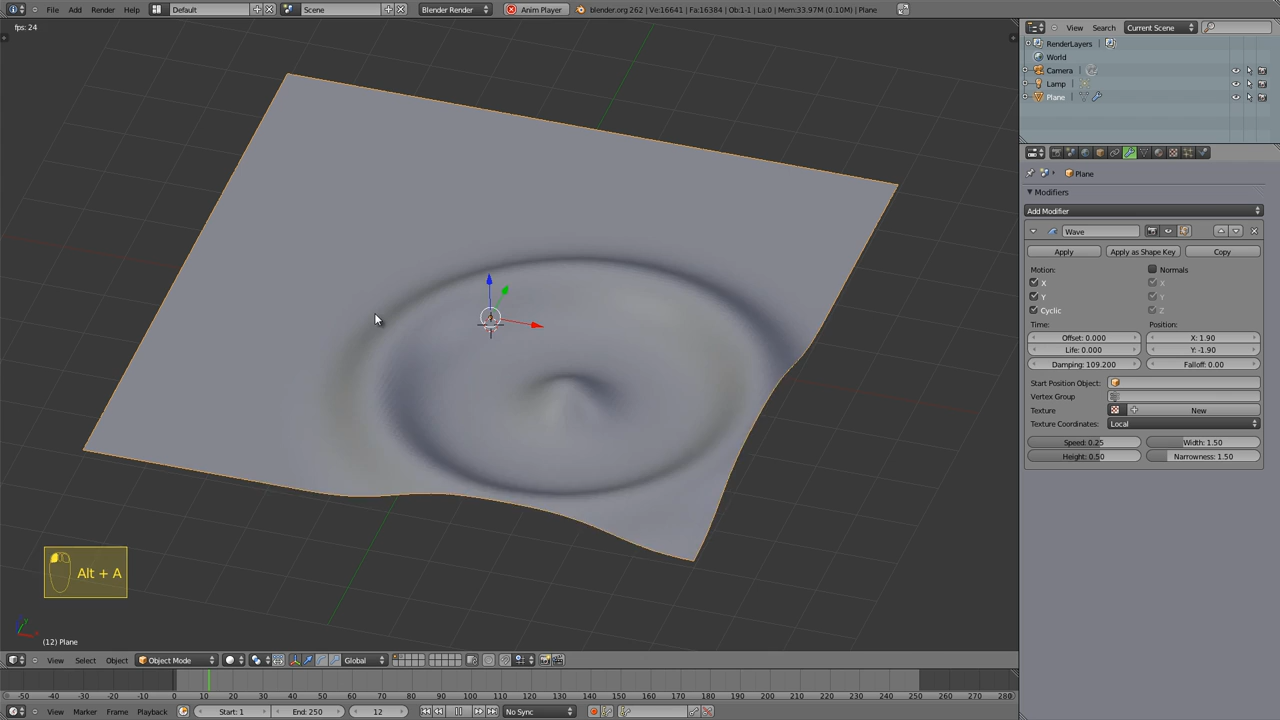 File Add Render Help Default Scene Blender Render Anim Player blender.org 262 | Ve:16641 | Fa:16384 | Ob:1-1 | La:0 | Mem:33.97M (0.10M) | Plane
fps: 24
View Search Current Scene
RenderLayers
World
Camera
Lamp
Plane
Plane
Modifiers
Add Modifier
Wave
Apply Apply as Shape Key Copy
Motion: Normals
X X
Y Y
Cyclic Z
Time: Position:
Offset: 0.000 X: 1.90
Life: 0.000 Y: -1.90
Damping: 109.200 Falloff: 0.00
Start Position Object:
Vertex Group
Texture New
Texture Coordinates: Local
Speed: 0.25 Width: 1.50
Height: 0.50 Narrowness: 1.50
Alt + A
(12) Plane
View Select Object Object Mode Global
-50 -40 -30 -20 -10 0 10 20 30 40 50 60 70 80 90 100 110 120 130 140 150 160 170 180 190 200 210 220 230 240 250 260 270 280
View Marker Frame Playback Start: 1 End: 250 12 No Sync